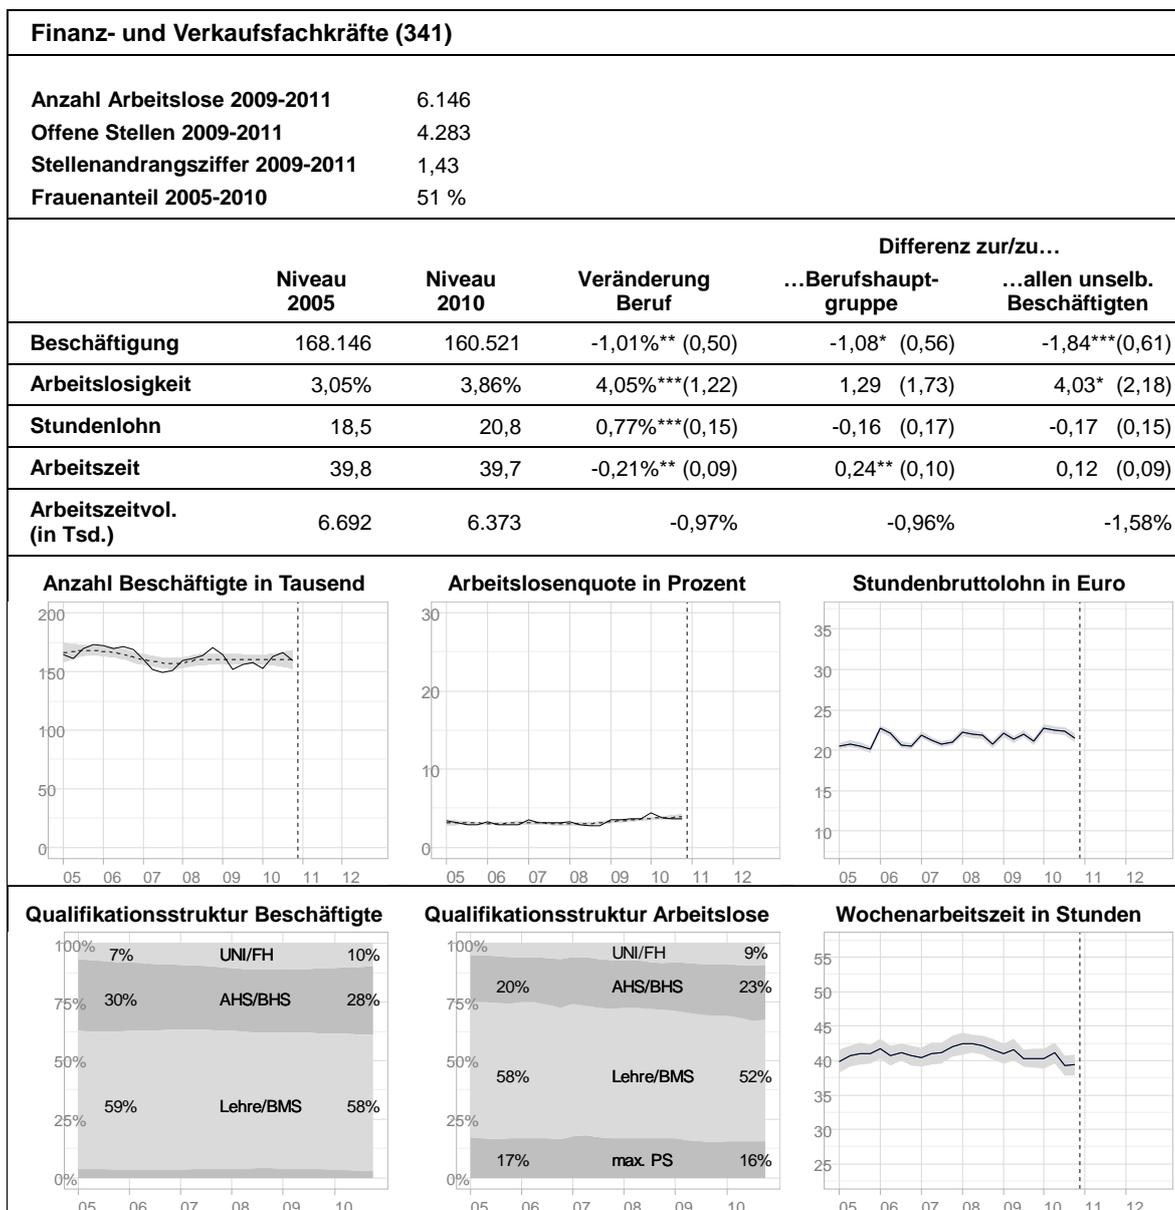 Finanz- und Verkaufsfachkräfte (341)
Anzahl Arbeitslose 2009-2011 6.146
Offene Stellen 2009-2011 4.283
Stellenandrangsziffer 2009-2011 1,43
Frauenanteil 2005-2010 51 %
Differenz zur/zu…
Niveau Niveau Veränderung …Berufshaupt- …allen unselb.
2005 2010 Beruf gruppe Beschäftigten
Beschäftigung 168.146 160.521 -1,01%** (0,50) -1,08* (0,56) -1,84***(0,61)
Arbeitslosigkeit 3,05% 3,86% 4,05%***(1,22) 1,29 (1,73) 4,03* (2,18)
Stundenlohn 18,5 20,8 0,77%***(0,15) -0,16 (0,17) -0,17 (0,15)
Arbeitszeit 39,8 39,7 -0,21%** (0,09) 0,24** (0,10) 0,12 (0,09)
Arbeitszeitvol.
(in Tsd.) 6.692 6.373 -0,97% -0,96% -1,58%
Anzahl Beschäftigte in Tausend
200
150
100
50
0
05 06 07 08 09 10 11 12
Arbeitslosenquote in Prozent
30
20
10
0
05 06 07 08 09 10 11 12
Stundenbruttolohn in Euro
35
30
25
20
15
10
05 06 07 08 09 10 11 12
Qualifikationsstruktur Beschäftigte
100% 7% UNI/FH 10%
75% 30% AHS/BHS 28%
50%
59% Lehre/BMS 58%
25%
0%
05 06 07 08 09 10
Qualifikationsstruktur Arbeitslose
100% UNI/FH 9%
75% 20% AHS/BHS 23%
50% 58% Lehre/BMS 52%
25%
17% max. PS 16%
0%
05 06 07 08 09 10
Wochenarbeitszeit in Stunden
55
50
45
40
35
30
25
05 06 07 08 09 10 11 12